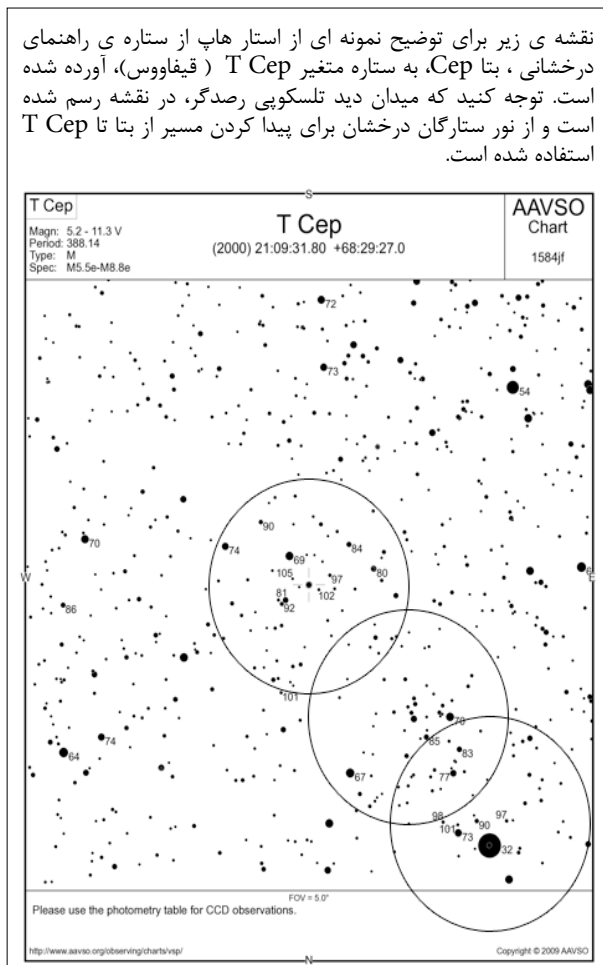 نقشه ی زیر برای توضیح نمونه ای از استار هاپ از ستاره ی راهنمای
درخشانی ، بتا Cep، به ستاره متغیر T Cep ( قیفاووس)، آورده شده
است. توجه کنید که میدان دید تلسکوپی رصدگر، در نقشه رسم شده
است و از نور ستارگان درخشان برای پیدا کردن مسیر از بتا تا T Cep
استفاده شده است.
S
T Cep
Magn: 5.2 - 11.3 V
Period: 388.14
Type: M
Spec: M5.5e-M8.8e
T Cep
(2000) 21:09:31.80 +68:29:27.0
AAVSO
Chart
1584jf
72
73
54
90
70
74
84
69
105
97
80
6
W
E
81
102
92
86
101
70
85
74
83
64
67
77
98
97
101
90
73
32
FOV = 5.0°
Please use the photometry table for CCD observations.
http://www.aavso.org/observing/charts/vsp/
N
Copyright © 2009 AAVSO